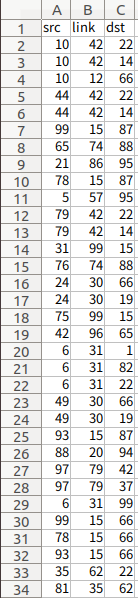 A B C
1 src link dst
2 10 42 22
3 10 42 14
4 10 12 66
5 44 42 22
6 44 42 14
7 99 15 87
8 65 74 88
9 21 86 95
10 78 15 87
11 5 57 95
12 79 42 22
13 79 42 14
14 31 99 15
15 76 74 88
16 24 30 66
17 24 30 19
18 75 99 15
19 42 96 65
20 6 31 1
21 6 31 82
22 6 31 22
23 49 30 66
24 49 30 19
25 93 15 87
26 88 20 94
27 97 79 42
28 97 79 37
29 6 31 99
30 99 15 66
31 78 15 66
32 93 15 66
33 35 62 22
34 81 35 62